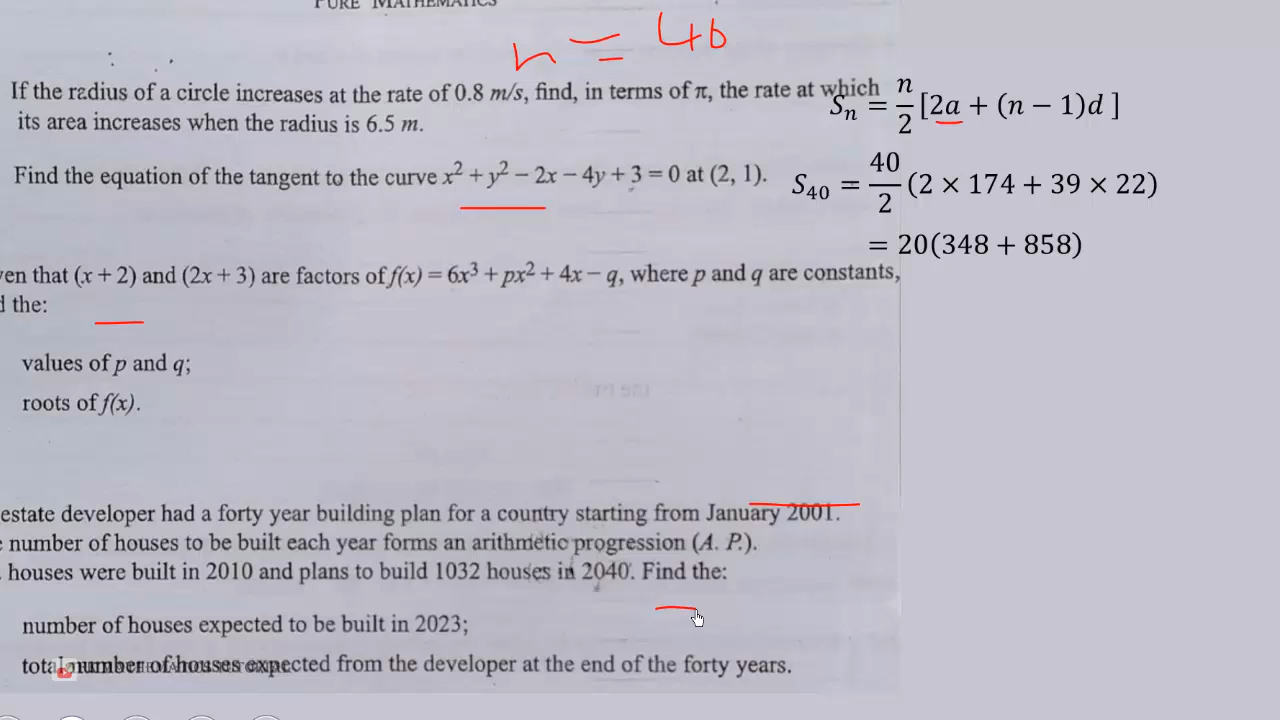 PURE MATHEMATICS
n = 40
If the radius of a circle increases at the rate of 0.8 m/s, find, in terms of π, the rate at which
its area increases when the radius is 6.5 m.
Find the equation of the tangent to the curve x² + y² − 2x − 4y + 3 = 0 at (2, 1).
ven that (x + 2) and (2x + 3) are factors of f(x) = 6x³ + px² + 4x − q, where p and q are constants,
d the:
values of p and q;
roots of f(x).
estate developer had a forty year building plan for a country starting from January 2001.
e number of houses to be built each year forms an arithmetic progression (A. P.).
houses were built in 2010 and plans to build 1032 houses in 2040. Find the:
number of houses expected to be built in 2023;
total number of houses expected from the developer at the end of the forty years.
Sₙ = n/2 [2a + (n − 1)d ]
S₄₀ = 40/2 (2 × 174 + 39 × 22)
= 20(348 + 858)